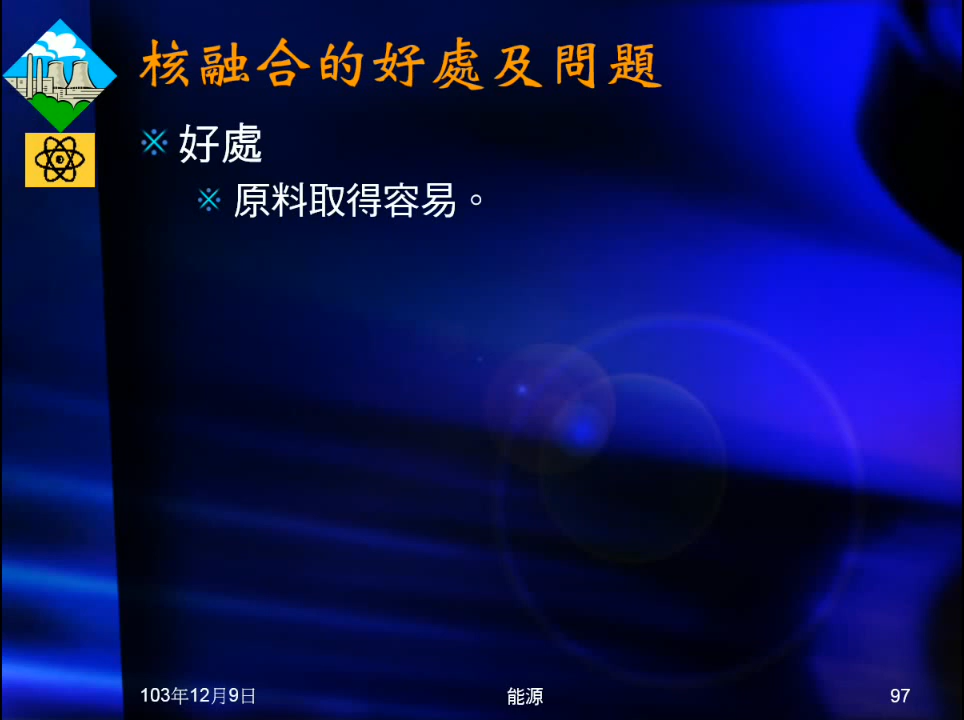 核融合的好處及問題
※ 好處
※ 原料取得容易。
103年12月9日
能源
97